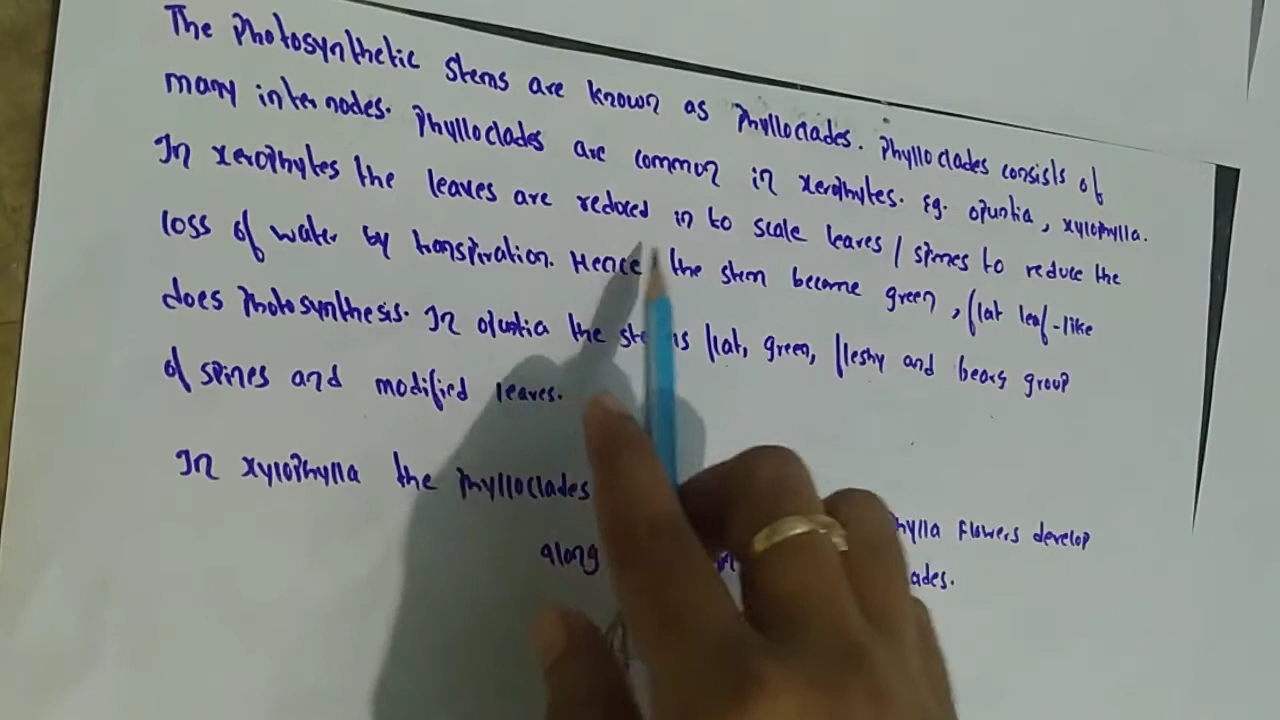 The Photosynthetic stems are known as Phylloclades. Phylloclades consists of
many internodes. Phylloclades are common in xerophytes. Eg. opuntia, xylophylla.
In xerophytes the leaves are reduced in to scale leaves / spines to reduce the
loss of water by transpiration. Hence the stem became green, flat leaf-like
does Photosynthesis. In opuntia the is flat, green, fleshy and bears group
of spines and modified leaves.
In xylophylla the Phylloclades Flowers develop
along